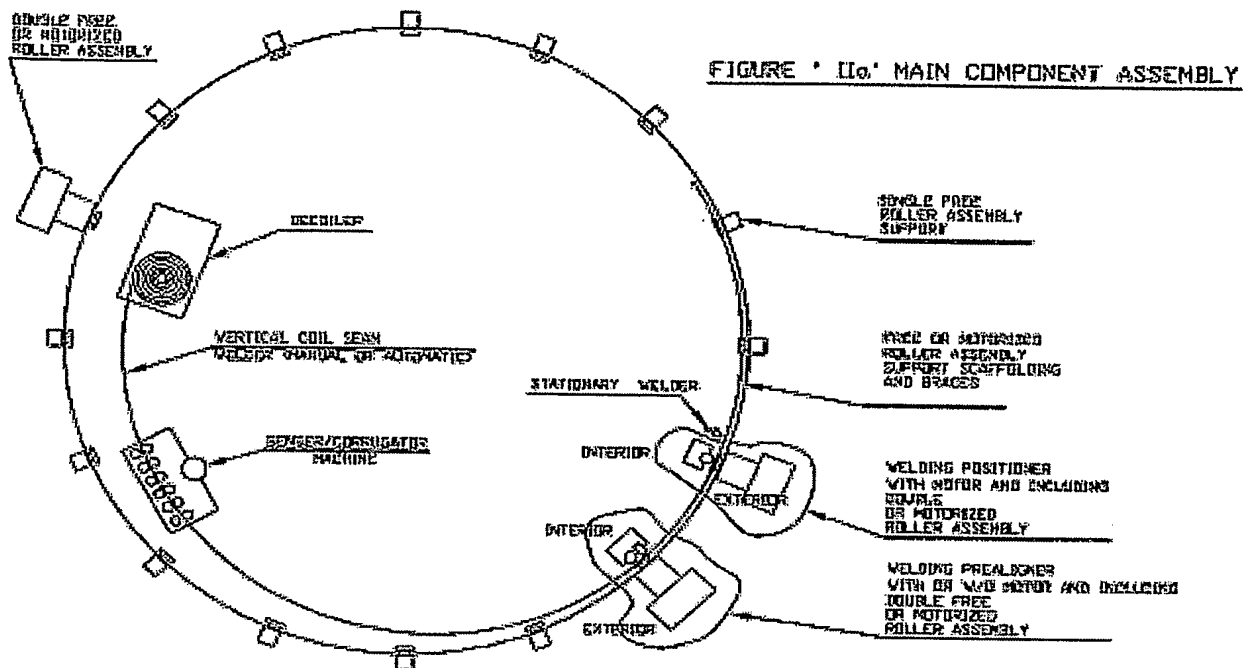 DOUBLE FREE
OR MOTORIZED
ROLLER ASSEMBLY
FIGURE ' IIa' MAIN COMPONENT ASSEMBLY
DECOILER
SINGLE FREE
ROLLER ASSEMBLY
SUPPORT
VERTICAL COIL SEAM
WELDER (MANUAL OR AUTOMATIC)
FREE OR MOTORIZED
ROLLER ASSEMBLY
SUPPORT SCAFFOLDING
AND BRACES
STATIONARY WELDER
BENDER/CORRUGATOR
MACHINE
INTERIOR
EXTERIOR
WELDING POSITIONER
WITH MOTOR AND INCLUDING
DOUBLE
OR MOTORIZED
ROLLER ASSEMBLY
INTERIOR
EXTERIOR
WELDING PREALIGNER
WITH OR W/O MOTOR AND INCLUDING
DOUBLE FREE
OR MOTORIZED
ROLLER ASSEMBLY